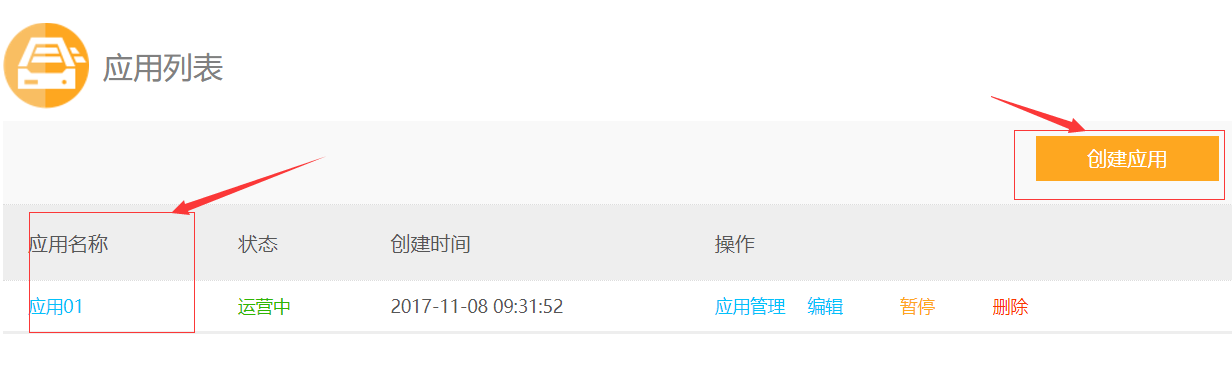 应用列表
创建应用
应用名称 状态 创建时间 操作
应用01 运营中 2017-11-08 09:31:52 应用管理 编辑 暂停 删除